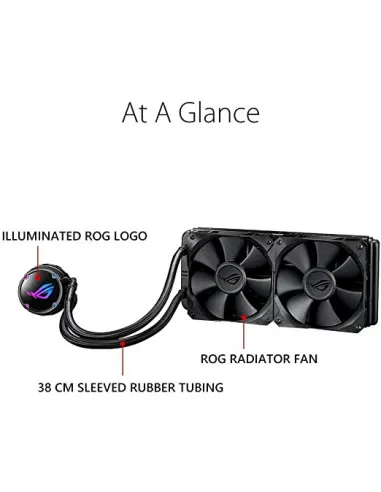 At A Glance
ILLUMINATED ROG LOGO
ROG RADIATOR FAN
38 CM SLEEVED RUBBER TUBING